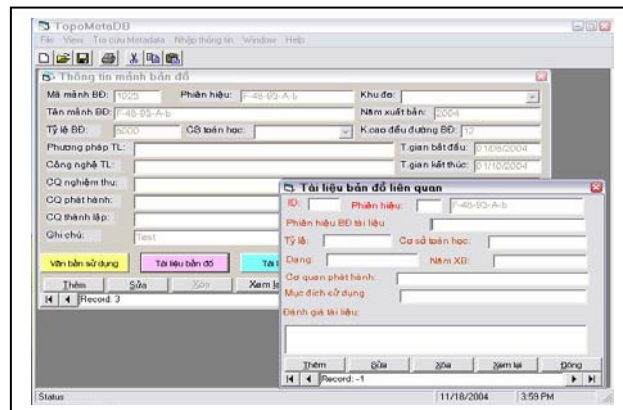 TopoMetaDB
File View Tra cứu Metadata Nhập thông tin Window Help
Thông tin mảnh bản đồ
Mã mảnh BĐ: 1025 Phiên hiệu: F-48-93-A-b Khu đo:
Tên mảnh BĐ: F-48-93-A-b Năm xuất bản: 2004
Tỷ lệ BĐ: 5000 CS toán học: K.cao đều đường BĐ: 12
Phương pháp TL: T.gian bắt đầu: 01/08/2004
Công nghệ TL: T.gian kết thúc: 01/10/2004
CQ nghiệm thu:
CQ phát hành:
CQ thành lập:
Ghi chú: Test
Văn bản sử dụng Tài liệu bản đồ Tài l
Thêm Sửa Xóa Xem lạ
Record: 3
Tài liệu bản đồ liên quan
ID: Phiên hiệu: F-48-93-A-b
Phiên hiệu BĐ tài liệu
Tỷ lệ: Cơ sở toán học:
Dạng: Năm XB:
Cơ quan phát hành:
Mục đích sử dụng
Đánh giá tài liệu:
Thêm Sửa Xóa Xem lại Đóng
Record: -1
Status 11/18/2004 3:59 PM